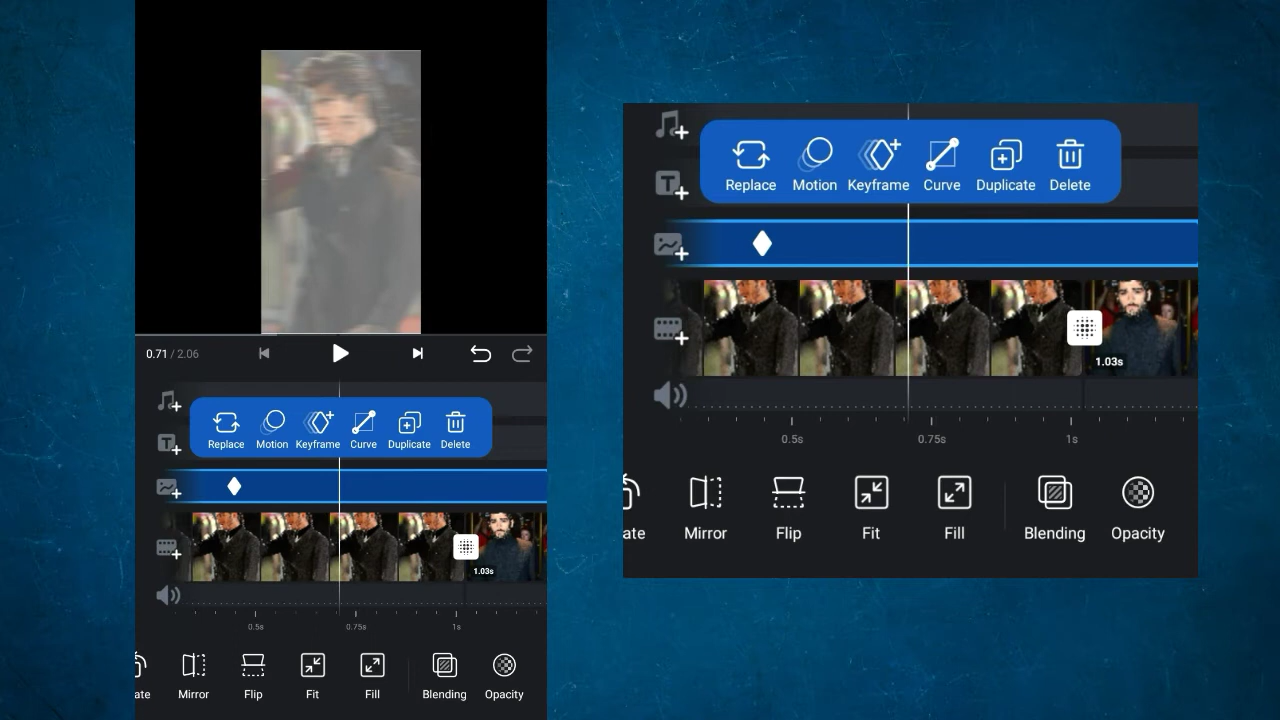 0.71 / 2.06
T
Replace Motion Keyframe Curve Duplicate Delete
1.03s
0.5s 0.75s 1s
ate Mirror Flip Fit Fill Blending Opacity
T
Replace Motion Keyframe Curve Duplicate Delete
1.03s
0.5s 0.75s 1s
ate Mirror Flip Fit Fill Blending Opacity